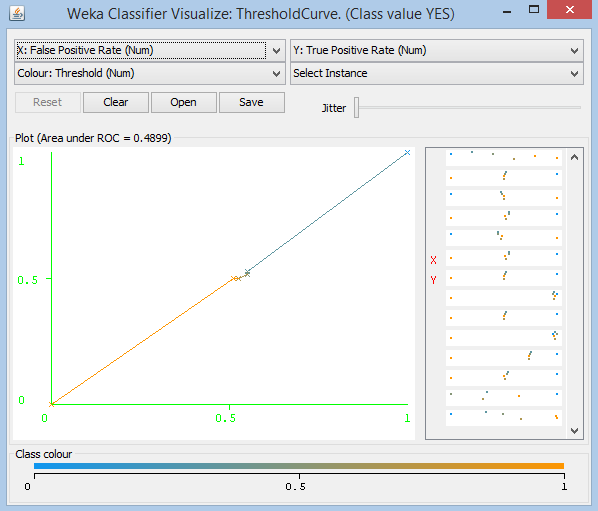 Weka Classifier Visualize: ThresholdCurve. (Class value YES)
X: False Positive Rate (Num)
Y: True Positive Rate (Num)
Colour: Threshold (Num)
Select Instance
Reset
Clear
Open
Save
Jitter
Plot (Area under ROC = 0.4899)
1
0.5
0
0
0.5
1
X
Y
Class colour
0
0.5
1